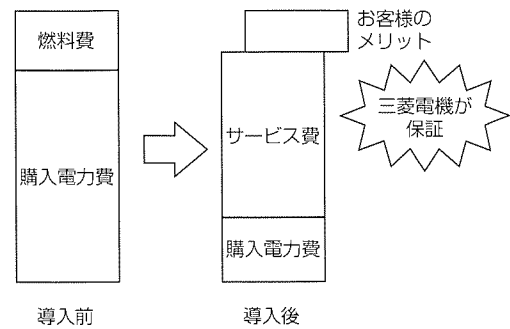 燃料費
購入電力費
導入前
お客様の
メリット
三菱電機が
保証
サービス費
購入電力費
導入後